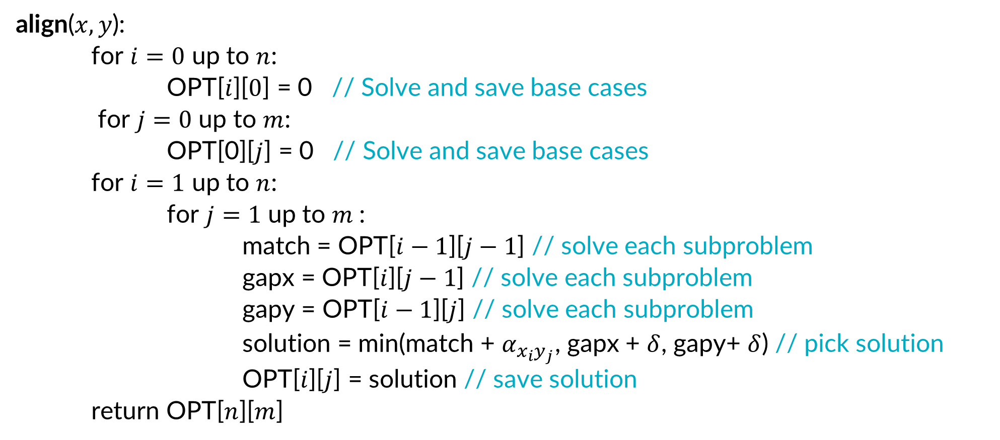 align(𝑥, 𝑦):
for 𝑖 = 0 up to 𝑛:
OPT[𝑖][0] = 0 // Solve and save base cases
for 𝑗 = 0 up to 𝑚:
OPT[0][𝑗] = 0 // Solve and save base cases
for 𝑖 = 1 up to 𝑛:
for 𝑗 = 1 up to 𝑚 :
match = OPT[𝑖 − 1][𝑗 − 1] // solve each subproblem
gapx = OPT[𝑖][𝑗 − 1] // solve each subproblem
gapy = OPT[𝑖 − 1][𝑗] // solve each subproblem
solution = min(match + 𝛼_{𝑥_𝑖𝑦_𝑗}, gapx + 𝛿, gapy+ 𝛿) // pick solution
OPT[𝑖][𝑗] = solution // save solution
return OPT[𝑛][𝑚]